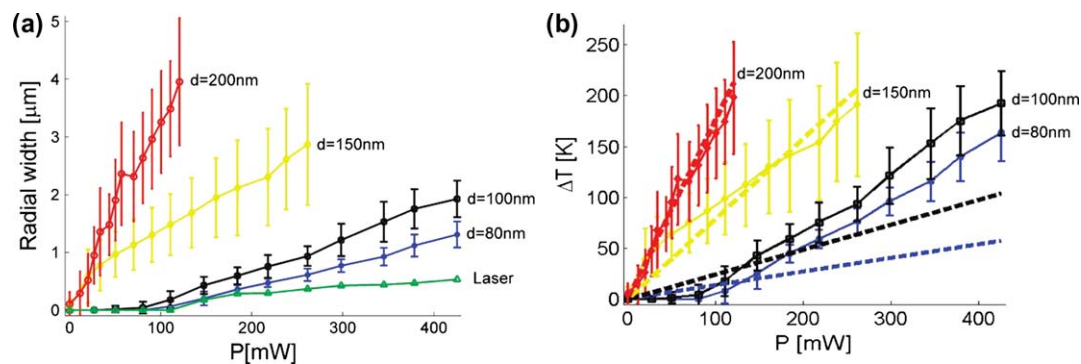 (a)
Radial width [μm]
5
4
3
2
1
0
d=200nm
d=150nm
d=100nm
d=80nm
Laser
0
100
200
300
400
P[mW]
(b)
ΔT [K]
250
200
150
100
50
0
d=200nm
d=150nm
d=100nm
d=80nm
0
100
200
300
400
P [mW]